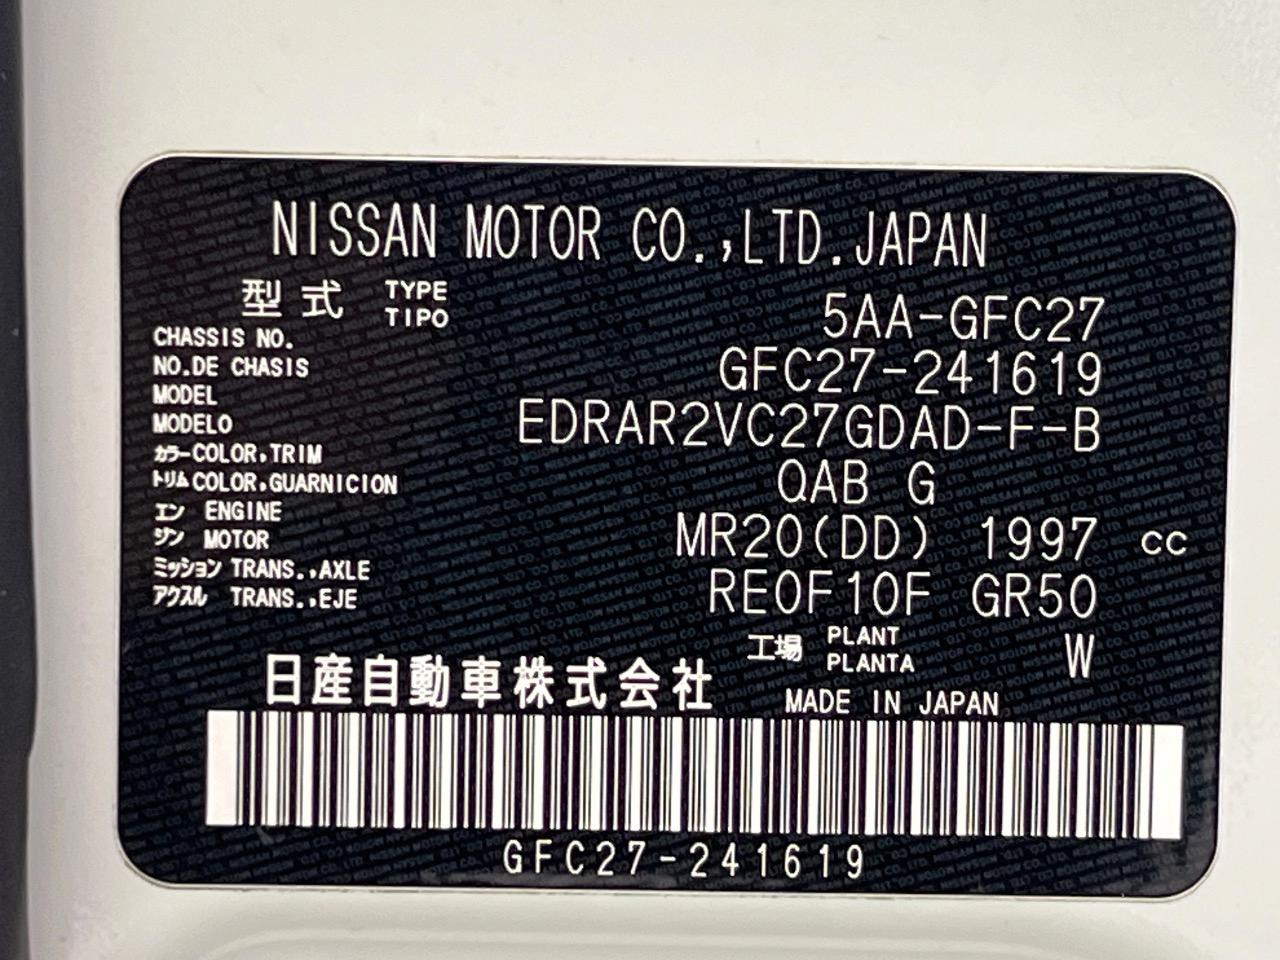 NISSAN MOTOR CO.,LTD.JAPAN
型式 TYPE TIPO 5AA-GFC27
CHASSIS NO.
NO.DE CHASIS GFC27-241619
MODEL
MODELO EDRAR2VC27GDAD-F-B
カラー COLOR,TRIM
トリム COLOR,GUARNICION QAB G
エン ENGINE
ジン MOTOR MR20(DD) 1997 cc
ミッション TRANS.,AXLE
アクスル TRANS.,EJE RE0F10F GR50
工場 PLANT PLANTA W
日産自動車株式会社 MADE IN JAPAN
GFC27-241619